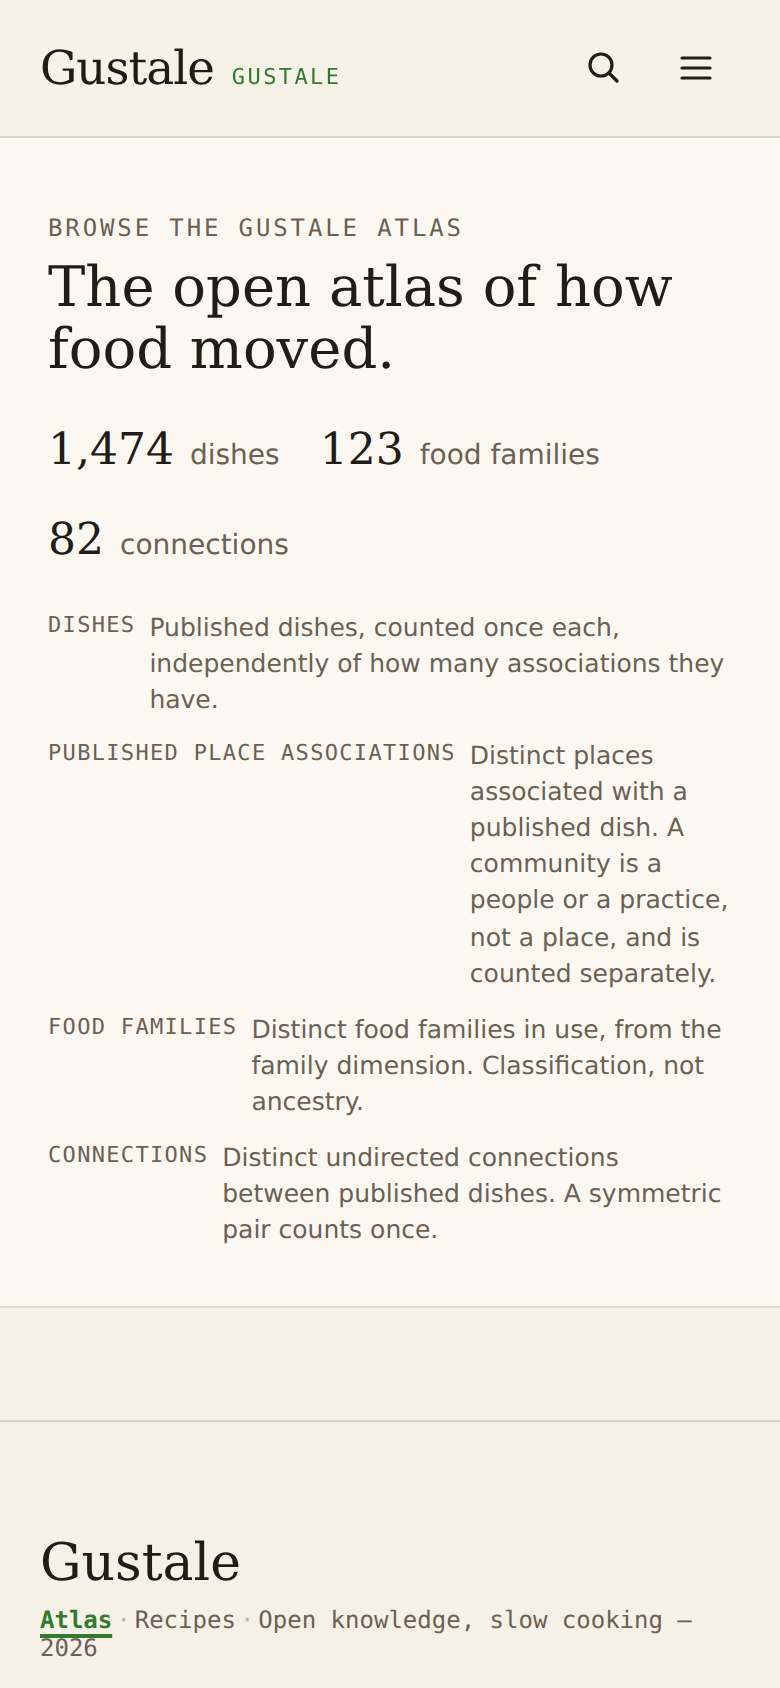 Gustale GUSTALE
BROWSE THE GUSTALE ATLAS
The open atlas of how
food moved.
1,474 dishes 123 food families
82 connections
DISHES Published dishes, counted once each,
independently of how many associations they
have.
PUBLISHED PLACE ASSOCIATIONS Distinct places
associated with a
published dish. A
community is a
people or a practice,
not a place, and is
counted separately.
FOOD FAMILIES Distinct food families in use, from the
family dimension. Classification, not
ancestry.
CONNECTIONS Distinct undirected connections
between published dishes. A symmetric
pair counts once.
Gustale
Atlas · Recipes · Open knowledge, slow cooking —
2026